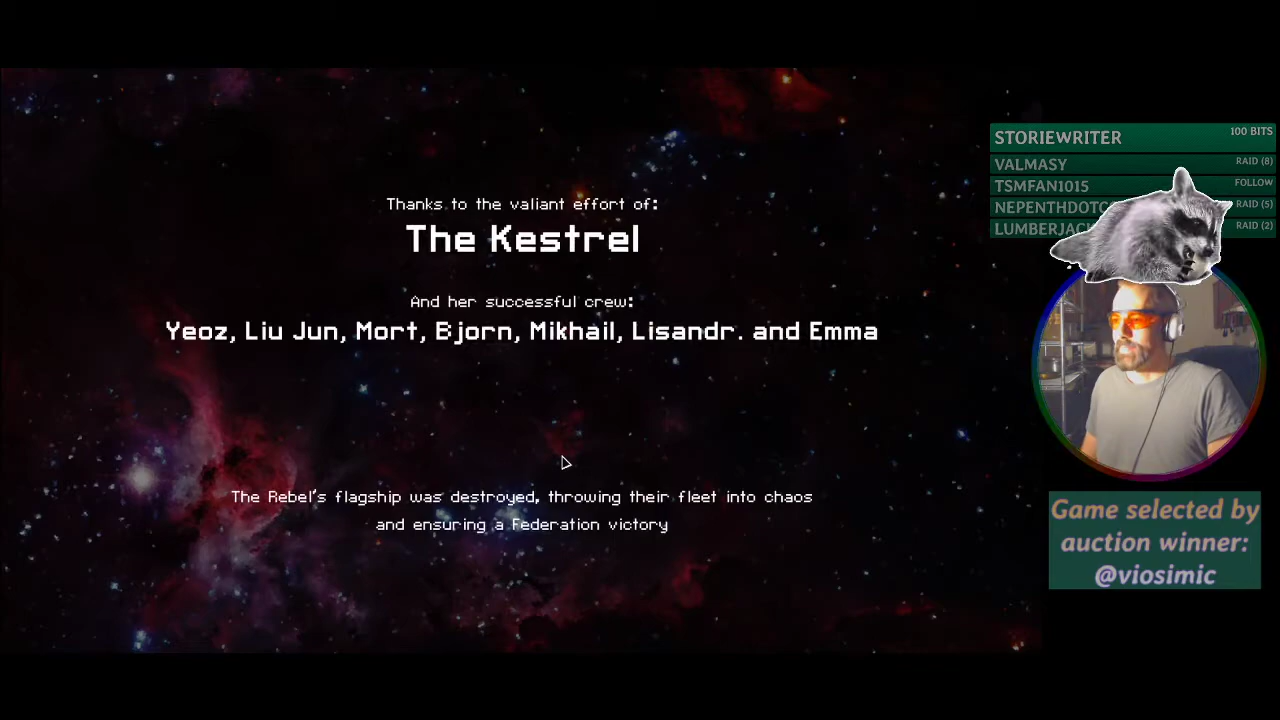 Thanks to the valiant effort of:
The Kestrel
And her successful crew:
Yeoz, Liu Jun, Mort, Bjorn, Mikhail, Lisandr. and Emma
The Rebel's flagship was destroyed, throwing their fleet into chaos
and ensuring a Federation victory
STORIEWRITER 100 BITS
VALMASY RAID (8)
TSMFAN1015 FOLLOW
RAID (5)
RAID (2)
Game selected by
auction winner:
@viosimic